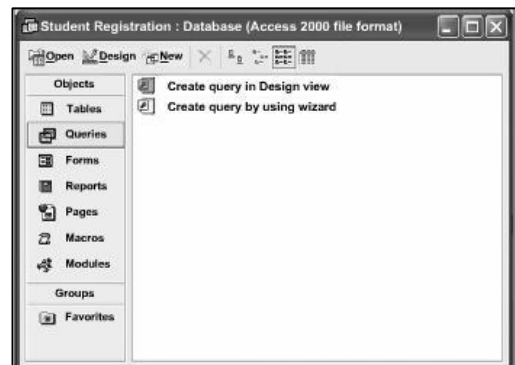 Student Registration : Database (Access 2000 file format)
Open Design New
Objects
Tables
Queries
Forms
Reports
Pages
Macros
Modules
Groups
Favorites
Create query in Design view
Create query by using wizard